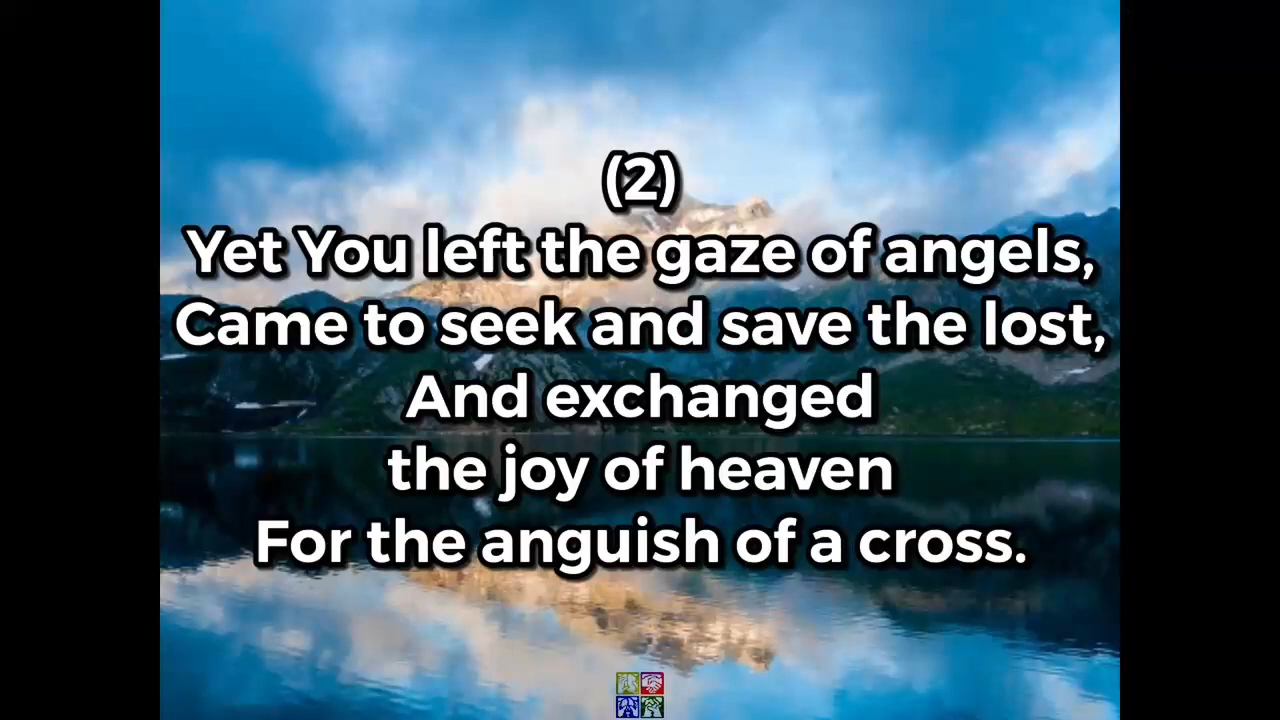 (2)
Yet You left the gaze of angels,
Came to seek and save the lost,
And exchanged
the joy of heaven
For the anguish of a cross.